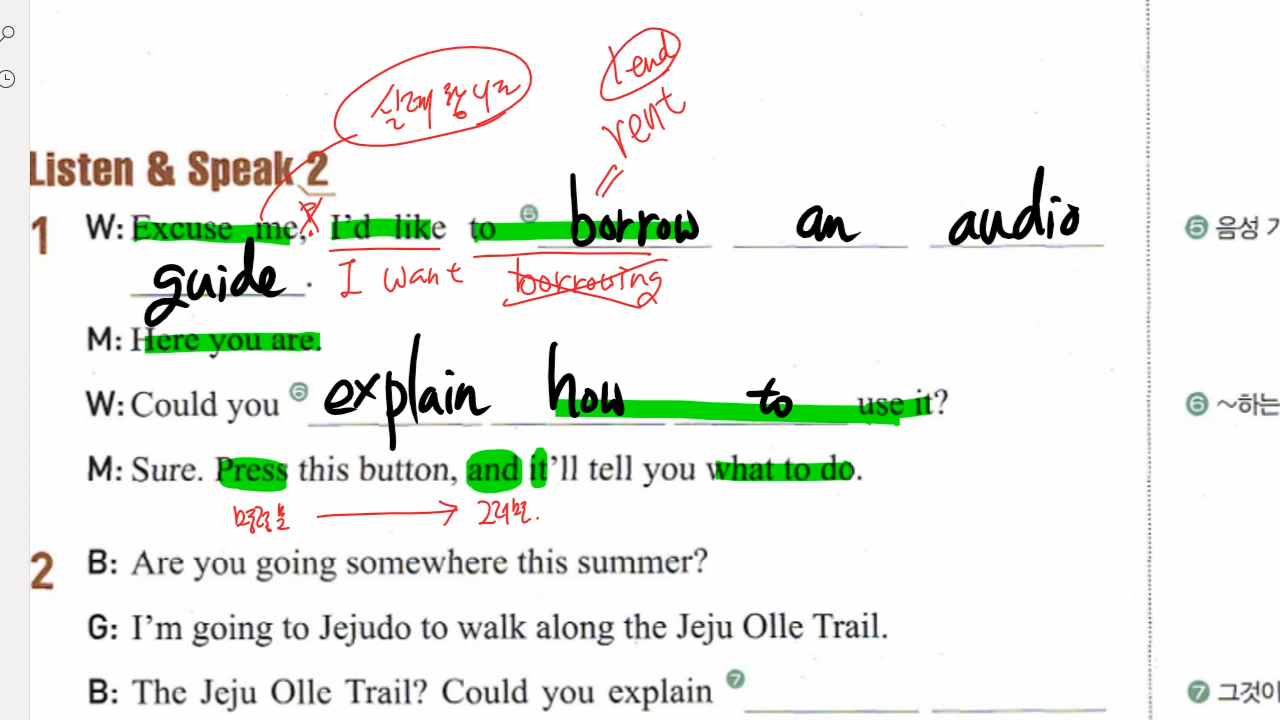 lend
실례합니다
rent
=
Listen & Speak 2
1 W: Excuse me, I'd like to ⑤ borrow an audio
⑤ 음성
guide.
I want borrowing
M: Here you are.
W: Could you ⑥ explain how to use it?
⑥ ~하는
M: Sure. Press this button, and it'll tell you what to do.
명령문 → 그러면.
2 B: Are you going somewhere this summer?
G: I'm going to Jejudo to walk along the Jeju Olle Trail.
B: The Jeju Olle Trail? Could you explain ⑦
⑦ 그것이